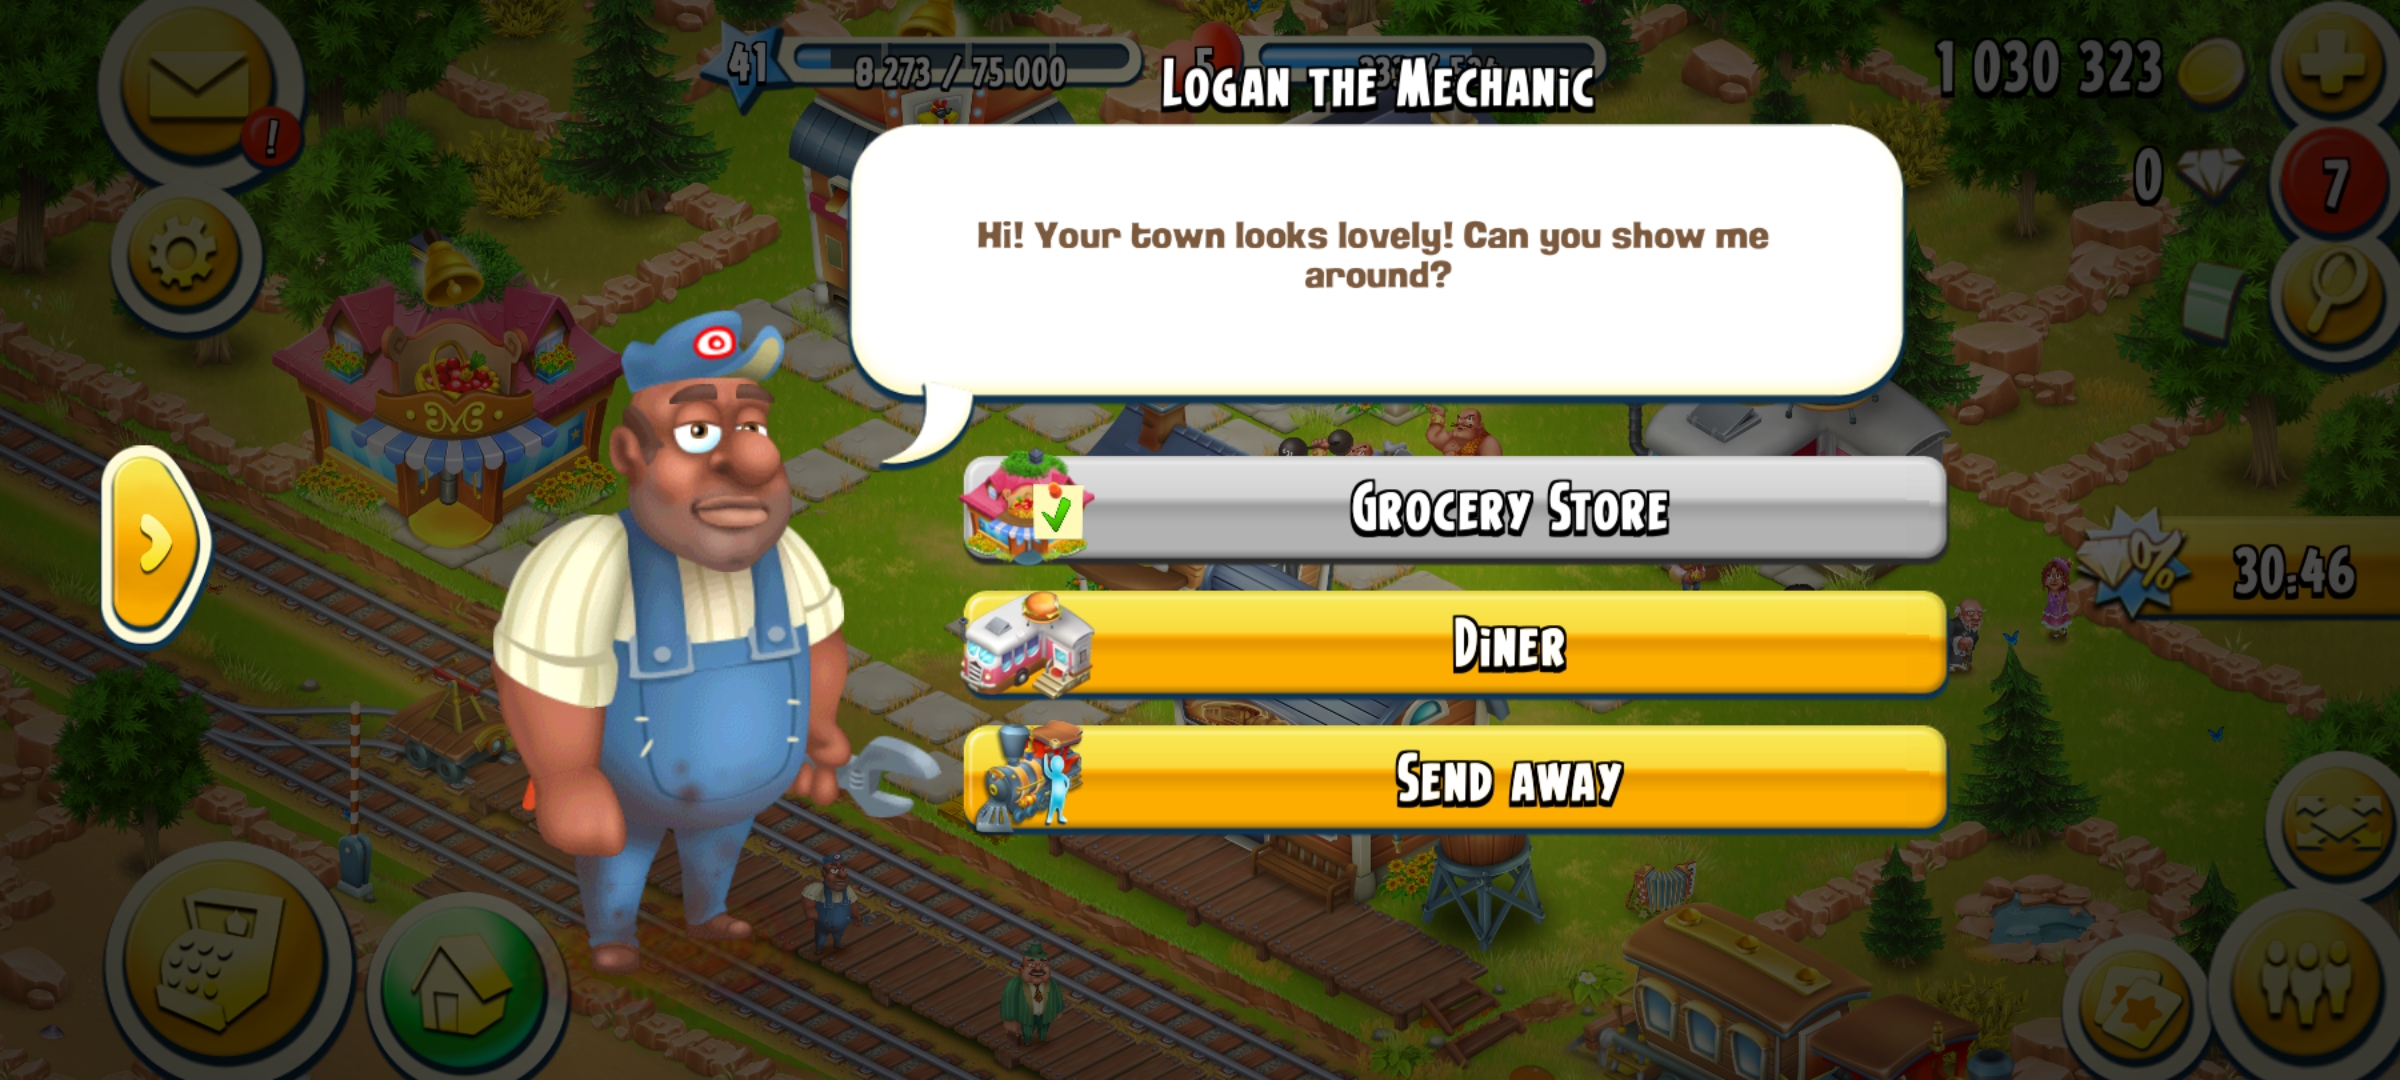 41
8 273 / 75 000
5
1 030 323
LOGAN THE MECHANIC
!
0
7
Hi! Your town looks lovely! Can you show me
around?
GROCERY STORE
%
30:46
DINER
SEND AWAY